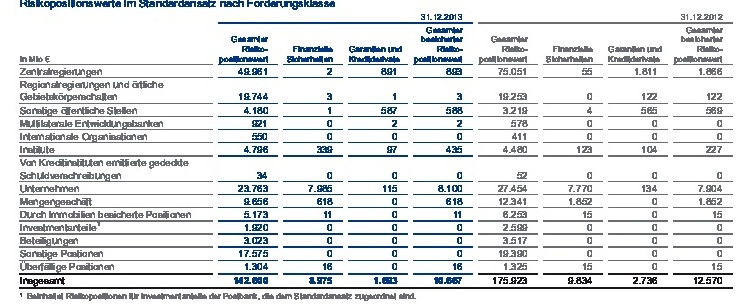 Risikopositionswerte im Standardansatz nach Forderungsklasse
31.12.2013 31.12.2012
in Mio € Gesamter Risiko-positionswert Finanzielle Sicherheiten Garantien und Kreditderivate Gesamter besicherter Risiko-positionswert Gesamter Risiko-positionswert Finanzielle Sicherheiten Garantien und Kreditderivate Gesamter besicherter Risiko-positionswert
Zentralregierungen 49.961 2 891 893 75.051 55 1.811 1.866
Regionalregierungen und örtliche
Gebietskörperschaften 19.744 3 1 3 19.253 0 122 122
Sonstige öffentliche Stellen 4.180 1 587 588 3.219 4 565 569
Multilaterale Entwicklungsbanken 921 0 2 2 578 0 0 0
Internationale Organisationen 550 0 0 0 411 0 0 0
Institute 4.796 339 97 435 4.480 123 104 227
Von Kreditinstituten emittierte gedeckte
Schuldverschreibungen 34 0 0 0 52 0 0 0
Unternehmen 23.763 7.985 115 8.100 27.454 7.770 134 7.904
Mengengeschäft 9.656 618 0 618 12.341 1.852 0 1.852
Durch Immobilien besicherte Positionen 5.173 11 0 11 6.253 15 0 15
Investmentanteile¹ 1.920 0 0 0 2.599 0 0 0
Beteiligungen 3.023 0 0 0 3.517 0 0 0
Sonstige Positionen 17.575 0 0 0 19.390 0 0 0
Überfällige Positionen 1.304 16 0 16 1.325 15 0 15
Insgesamt 142.600 8.975 1.693 10.667 175.923 9.834 2.736 12.570
¹ Beinhaltet Risikopositionen für Investmentanteile der Postbank, die dem Standardansatz zugeordnet sind.